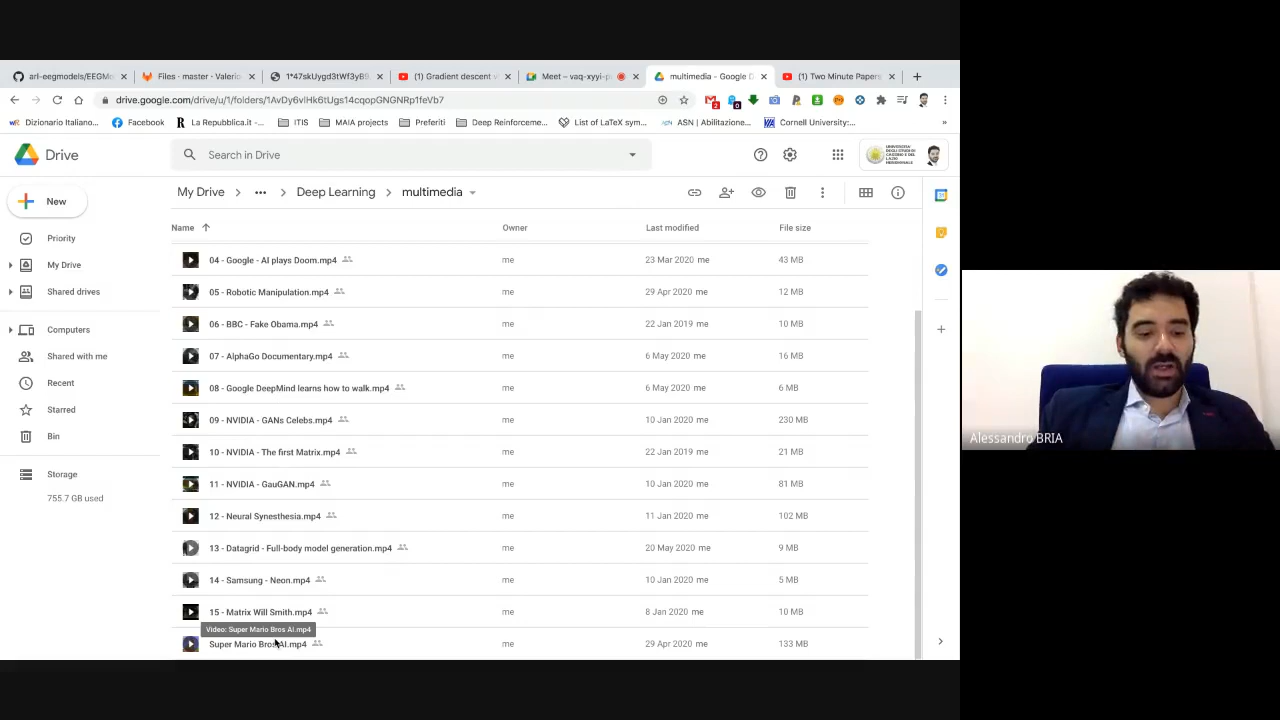 arl-eegmodels/EEGMo
Files · master · Valerio
1*47skUygd3tWf3yB9
(1) Gradient descent v
Meet – vaq-xyyi-p
multimedia – Google D
(1) Two Minute Papers
drive.google.com/drive/u/1/folders/1AvDy6vlHk6tUgs14cqopGNGNRp1feVb7
Dizionario Italiano...
Facebook
La Repubblica.it -...
ITIS
MAIA projects
Preferiti
Deep Reinforceme...
List of LaTeX sym...
ASN | Abilitazione...
Cornell University:...
»
Drive
Search in Drive
My Drive
Deep Learning
multimedia
New
Name
Owner
Last modified
File size
Priority
My Drive
Shared drives
Computers
Shared with me
Recent
Starred
Bin
Storage
755.7 GB used
04 - Google - AI plays Doom.mp4 me 23 Mar 2020 me 43 MB
05 - Robotic Manipulation.mp4 me 29 Apr 2020 me 12 MB
06 - BBC - Fake Obama.mp4 me 22 Jan 2019 me 10 MB
07 - AlphaGo Documentary.mp4 me 6 May 2020 me 16 MB
08 - Google DeepMind learns how to walk.mp4 me 6 May 2020 me 6 MB
09 - NVIDIA - GANs Celebs.mp4 me 10 Jan 2020 me 230 MB
10 - NVIDIA - The first Matrix.mp4 me 22 Jan 2019 me 21 MB
11 - NVIDIA - GauGAN.mp4 me 10 Jan 2020 me 81 MB
12 - Neural Synesthesia.mp4 me 11 Jan 2020 me 102 MB
13 - Datagrid - Full-body model generation.mp4 me 20 May 2020 me 9 MB
14 - Samsung - Neon.mp4 me 10 Jan 2020 me 5 MB
15 - Matrix Will Smith.mp4 me 8 Jan 2020 me 10 MB
Video: Super Mario Bros AI.mp4
Super Mario Bros AI.mp4 me 29 Apr 2020 me 133 MB
Alessandro BRIA